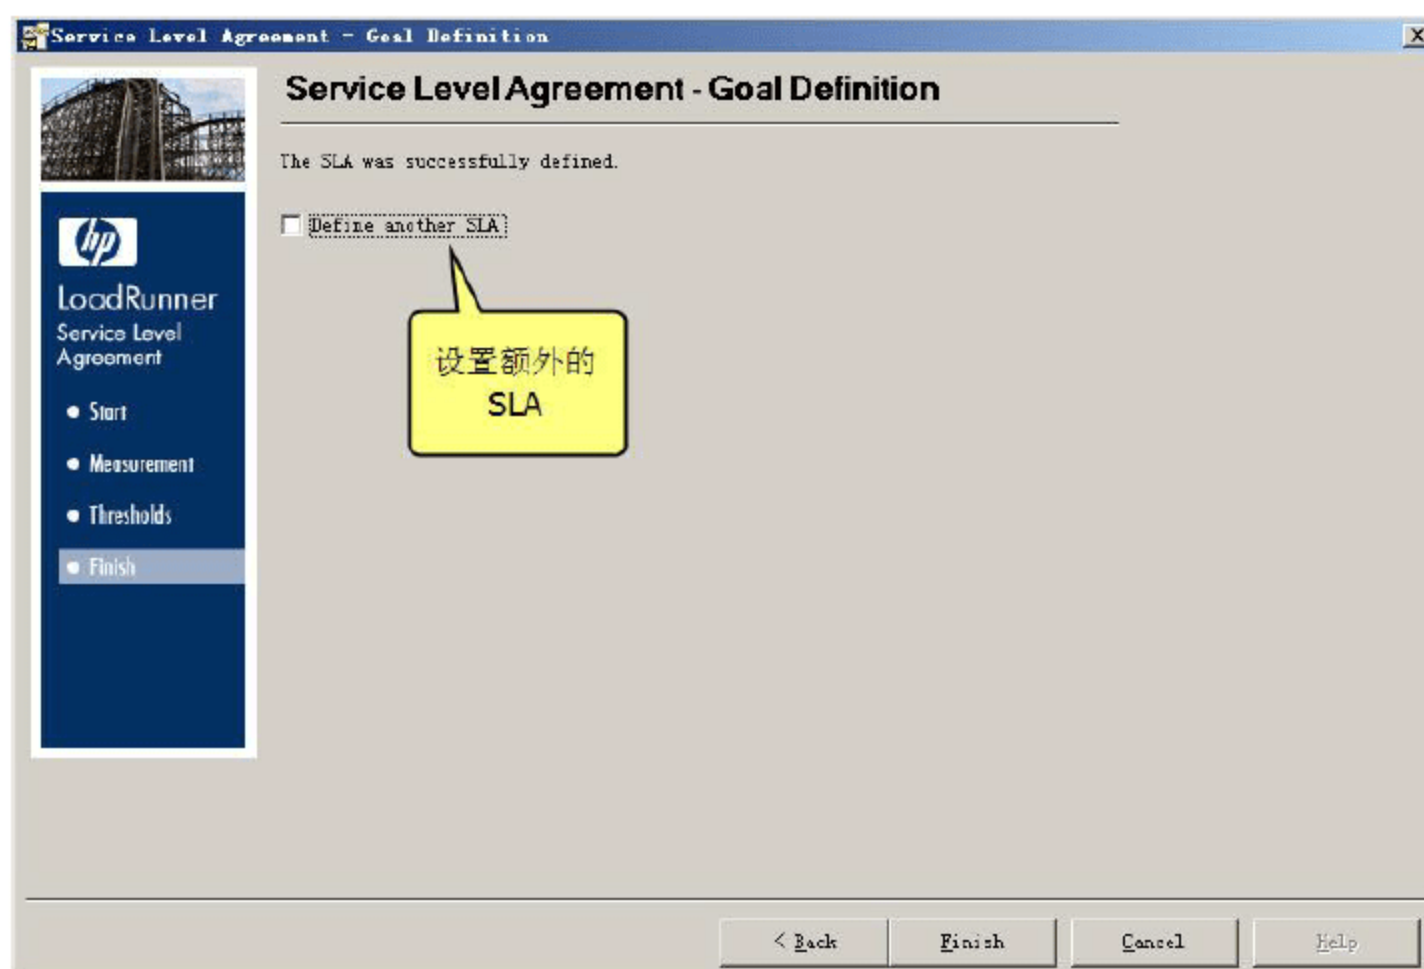 Service Level Agreement - Goal Definition
Service Level Agreement - Goal Definition
The SLA was successfully defined.
Define another SLA
设置额外的
SLA
hp
LoadRunner
Service Level
Agreement
Start
Measurement
Thresholds
Finish
< Back
Finish
Cancel
Help